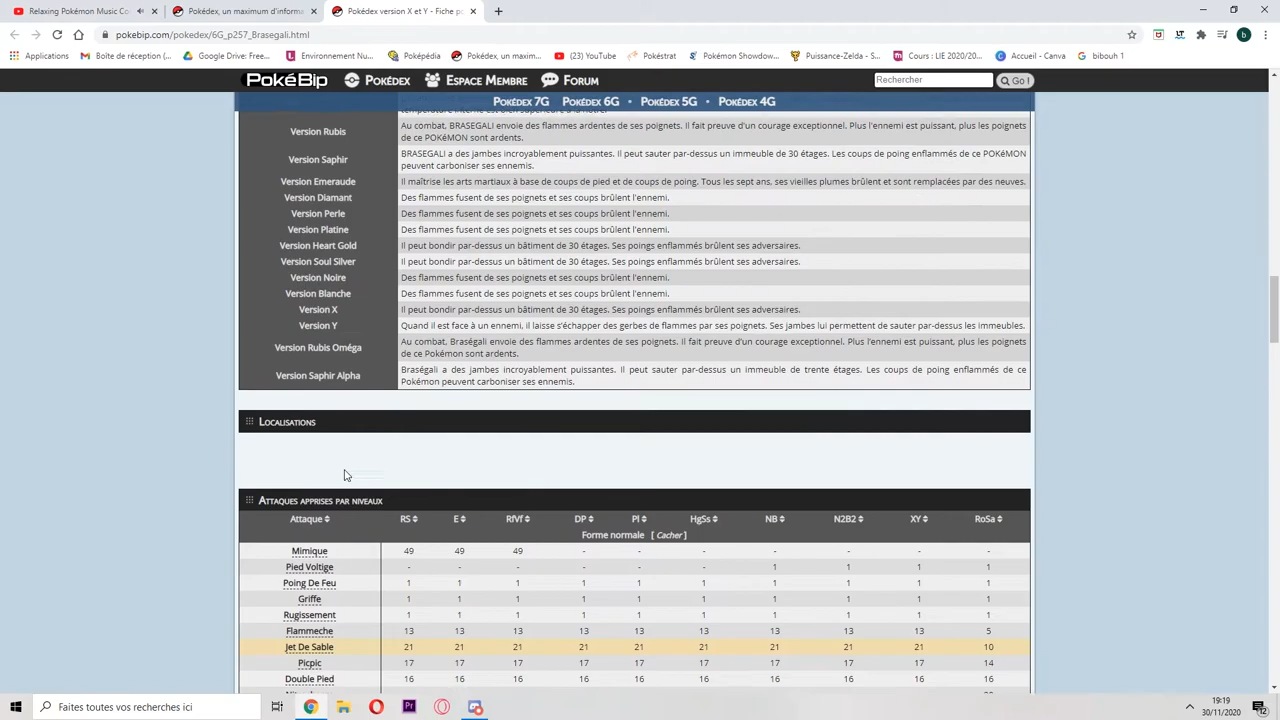 Relaxing Pokémon Music Co
Pokédex, un maximum d'informa
Pokédex version X et Y - Fiche po
pokebip.com/pokedex/6G_p257_Brasegali.html
Applications
Boîte de réception (...
Google Drive: Free...
Environnement Nu...
Poképédia
Pokédex, un maxim...
(23) YouTube
Pokéstrat
Pokémon Showdow...
Puissance-Zelda - S...
Cours : LIE 2020/20...
Accueil - Canva
bibouh 1
PokéBip
Pokédex
Espace Membre
Forum
Rechercher
Go !
Pokédex 7G
Pokédex 6G
• Pokédex 5G
• Pokédex 4G
Version Rubis
Au combat, BRASEGALI envoie des flammes ardentes de ses poignets. Il fait preuve d'un courage exceptionnel. Plus l'ennemi est puissant, plus les poignets
de ce POKéMON sont ardents.
Version Saphir
BRASEGALI a des jambes incroyablement puissantes. Il peut sauter par-dessus un immeuble de 30 étages. Les coups de poing enflammés de ce POKéMON
peuvent carboniser ses ennemis.
Version Emeraude
Il maîtrise les arts martiaux à base de coups de pied et de coups de poing. Tous les sept ans, ses vieilles plumes brûlent et sont remplacées par des neuves.
Version Diamant
Des flammes fusent de ses poignets et ses coups brûlent l'ennemi.
Version Perle
Des flammes fusent de ses poignets et ses coups brûlent l'ennemi.
Version Platine
Des flammes fusent de ses poignets et ses coups brûlent l'ennemi.
Version Heart Gold
Il peut bondir par-dessus un bâtiment de 30 étages. Ses poings enflammés brûlent ses adversaires.
Version Soul Silver
Il peut bondir par-dessus un bâtiment de 30 étages. Ses poings enflammés brûlent ses adversaires.
Version Noire
Des flammes fusent de ses poignets et ses coups brûlent l'ennemi.
Version Blanche
Des flammes fusent de ses poignets et ses coups brûlent l'ennemi.
Version X
Il peut bondir par-dessus un bâtiment de 30 étages. Ses poings enflammés brûlent ses adversaires.
Version Y
Quand il est face à un ennemi, il laisse s'échapper des gerbes de flammes par ses poignets. Ses jambes lui permettent de sauter par-dessus les immeubles.
Version Rubis Oméga
Au combat, Braségali envoie des flammes ardentes de ses poignets. Il fait preuve d'un courage exceptionnel. Plus l'ennemi est puissant, plus les poignets
de ce Pokémon sont ardents.
Version Saphir Alpha
Braségali a des jambes incroyablement puissantes. Il peut sauter par-dessus un immeuble de trente étages. Les coups de poing enflammés de ce
Pokémon peuvent carboniser ses ennemis.
Localisations
Attaques apprises par niveaux
Attaque RS E RfVf DP Pl HgSs NB N2B2 XY RoSa
Forme normale [ Cacher ]
Mimique 49 49 49 - - - - - - -
Pied Voltige - - - - - - 1 1 1 1
Poing De Feu 1 1 1 1 1 1 1 1 1 1
Griffe 1 1 1 1 1 1 1 1 1 1
Rugissement 1 1 1 1 1 1 1 1 1 1
Flammeche 13 13 13 13 13 13 13 13 13 5
Jet De Sable 21 21 21 21 21 21 21 21 21 10
Picpic 17 17 17 17 17 17 17 17 17 14
Double Pied 16 16 16 16 16 16 16 16 16 16
Faites toutes vos recherches ici
19:19
30/11/2020